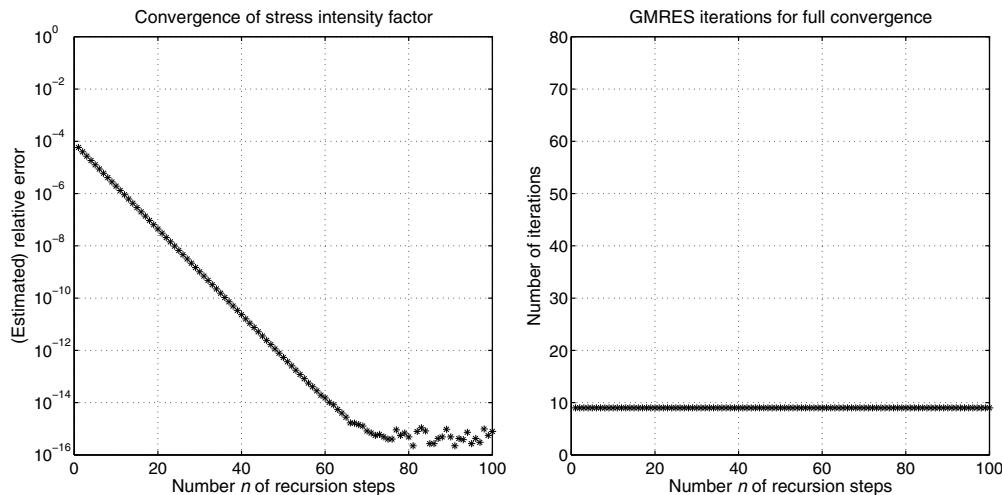 Convergence of stress intensity factor
10^0
10^-2
10^-4
10^-6
10^-8
10^-10
10^-12
10^-14
10^-16
(Estimated) relative error
0 20 40 60 80 100
Number n of recursion steps
GMRES iterations for full convergence
80
70
60
50
40
30
20
10
0
Number of iterations
0 20 40 60 80 100
Number n of recursion steps